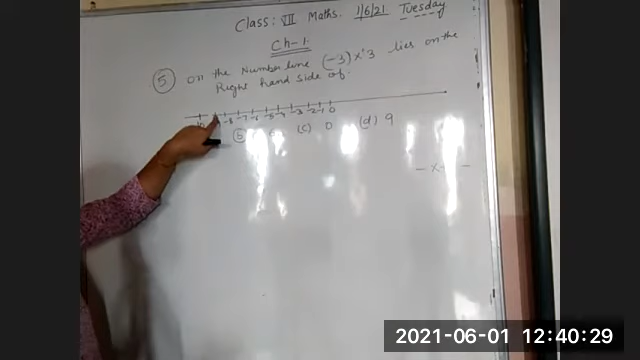 Class: VII Maths. 1/6/21 Tuesday
Ch-1
(5) On the Number line (-3)×3 lies on the
Right hand side of.
-8 -7 -6 -5 -4 -3 -2 -1 0
(b) (c) 0 (d) 9
- x -
2021-06-01 12:40:29